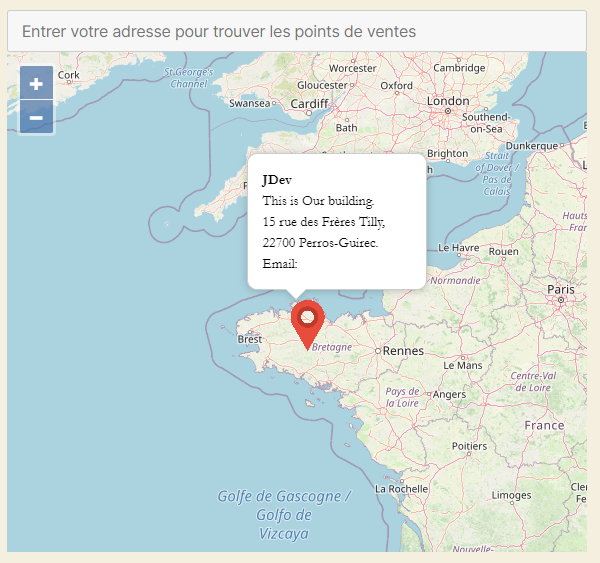 Entrer votre adresse pour trouver les points de ventes
+
−
Cork
St George's
Channel
Worcester
Cambridge
Gloucester
Oxford
Swansea
Cardiff
London
Bath
Southend-
on-Sea
Brighton
Strait
of Dover /
Pas de
Calais
Dunkerque
JDev
This is Our building.
15 rue des Frères Tilly,
22700 Perros-Guirec.
Email:
Hauts-
Fran
Le Havre
Rouen
Normandie
Paris
Brest
Bretagne
Rennes
Le Mans
Centre-Val
de Loire
Pays de
la Loire
Angers
France
Poitiers
La Rochelle
Limoges
Golfe de Gascogne /
Golfo de
Vizcaya
Nouvelle-